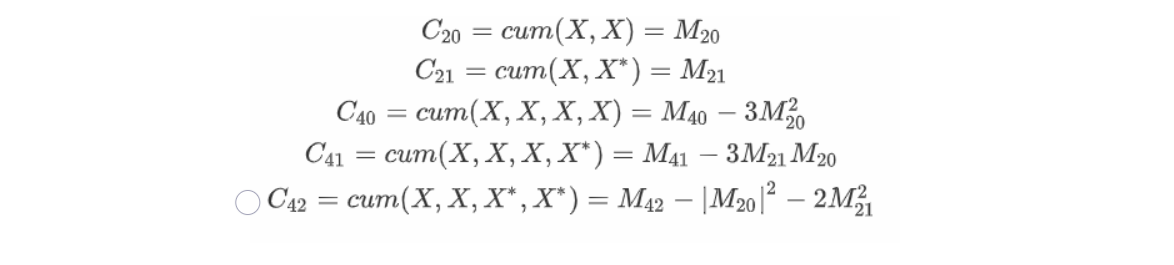 C₂₀ = cum(X, X) = M₂₀
C₂₁ = cum(X, X*) = M₂₁
C₄₀ = cum(X, X, X, X) = M₄₀ − 3M₂₀²
C₄₁ = cum(X, X, X, X*) = M₄₁ − 3M₂₁M₂₀
C₄₂ = cum(X, X, X*, X*) = M₄₂ − |M₂₀|² − 2M₂₁²